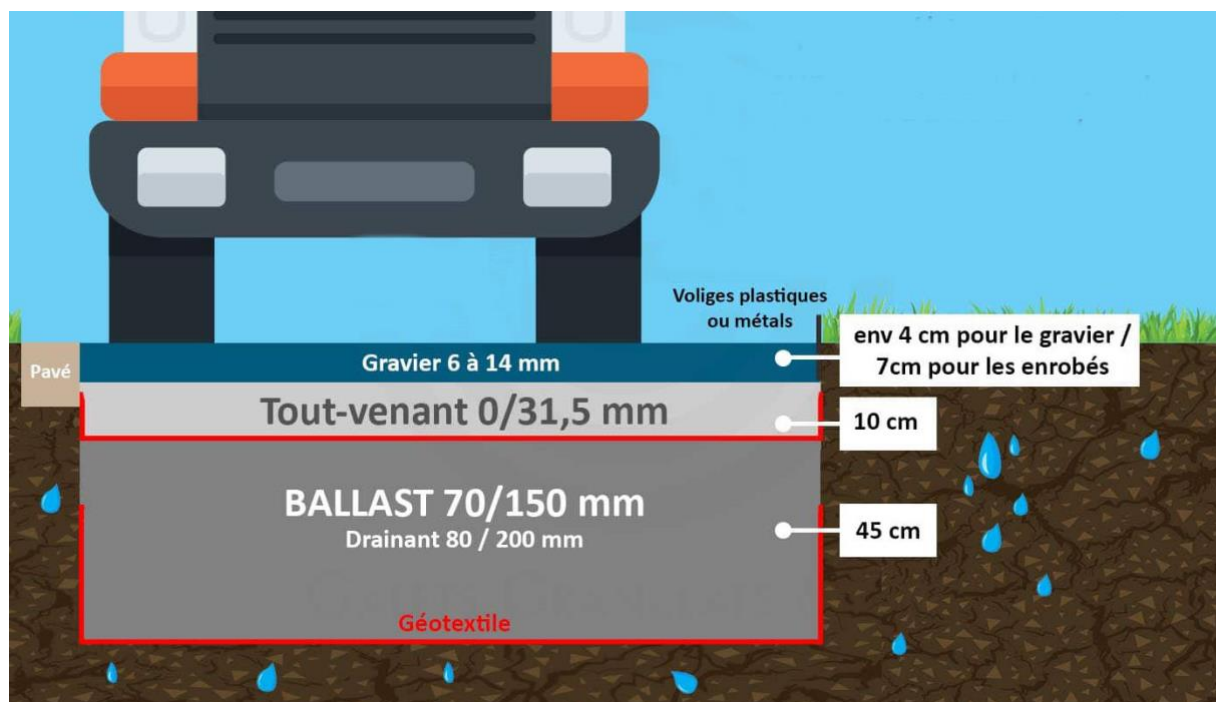 Voliges plastiques
ou métals
env 4 cm pour le gravier /
7cm pour les enrobés
Pavé
Gravier 6 à 14 mm
Tout-venant 0/31,5 mm
10 cm
BALLAST 70/150 mm
Drainant 80 / 200 mm
45 cm
Géotextile